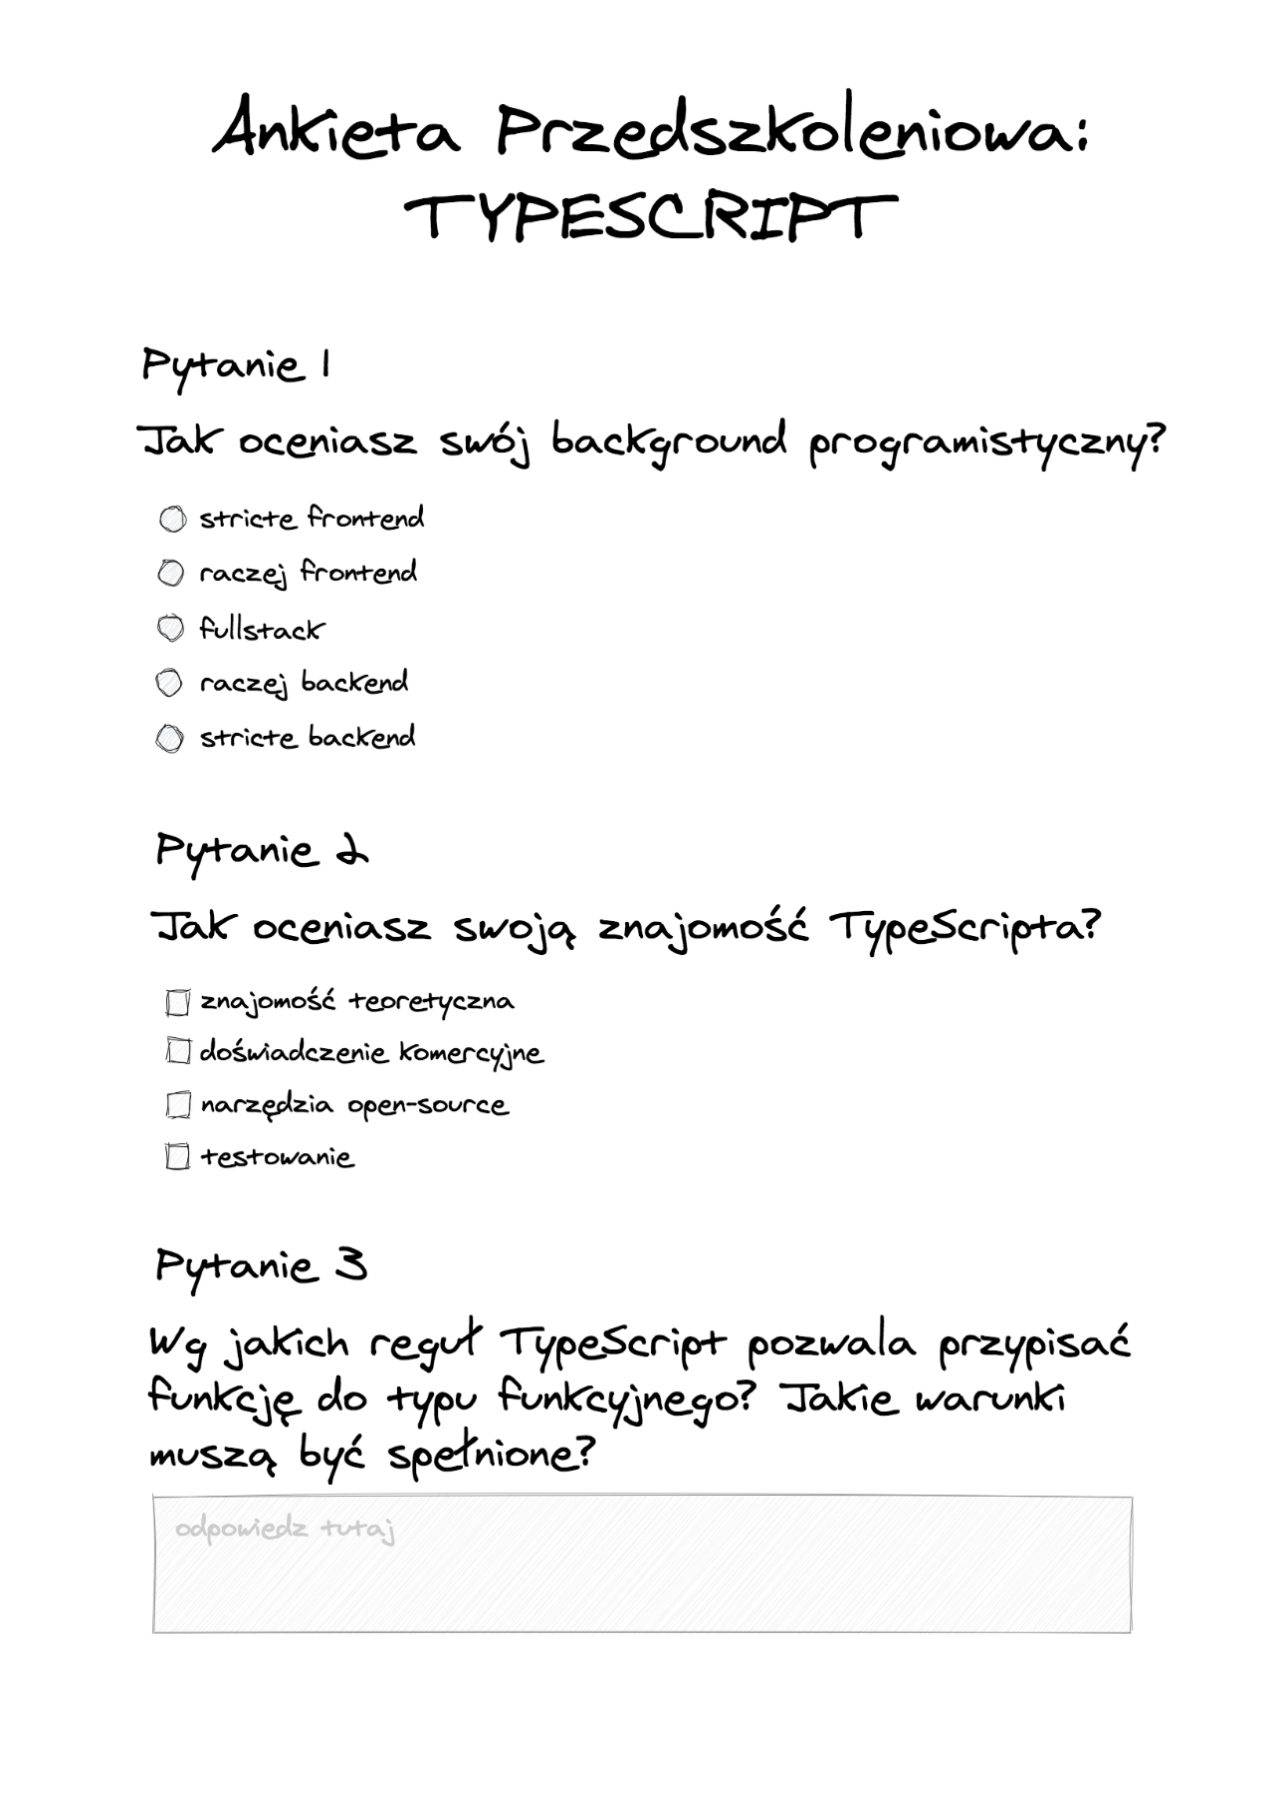 Ankieta Przedszkoleniowa:
TYPESCRIPT
Pytanie 1
Jak oceniasz swój background programistyczny?
stricte frontend
raczej frontend
fullstack
raczej backend
stricte backend
Pytanie 2
Jak oceniasz swoją znajomość TypeScripta?
znajomość teoretyczna
doświadczenie komercyjne
narzędzia open-source
testowanie
Pytanie 3
Wg jakich reguł TypeScript pozwala przypisać
funkcję do typu funkcyjnego? Jakie warunki
muszą być spełnione?
odpowiedz tutaj